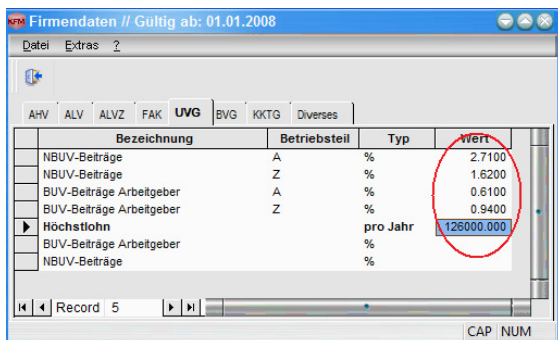 KFM Firmendaten // Gültig ab: 01.01.2008
Datei Extras ?
AHV ALV ALVZ FAK UVG BVG KKTG Diverses
Bezeichnung Betriebsteil Typ Wert
NBUV-Beiträge A % 2.7100
NBUV-Beiträge Z % 1.6200
BUV-Beiträge Arbeitgeber A % 0.6100
BUV-Beiträge Arbeitgeber Z % 0.9400
Höchstlohn pro Jahr 126000.000
BUV-Beiträge Arbeitgeber %
NBUV-Beiträge %
Record 5
CAP NUM